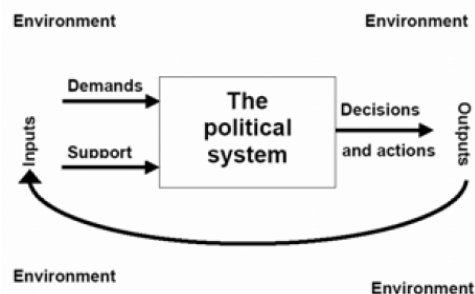 Environment
Environment
Demands
Support
Inputs
The
political
system
Decisions
and actions
Outputs
Environment
Environment